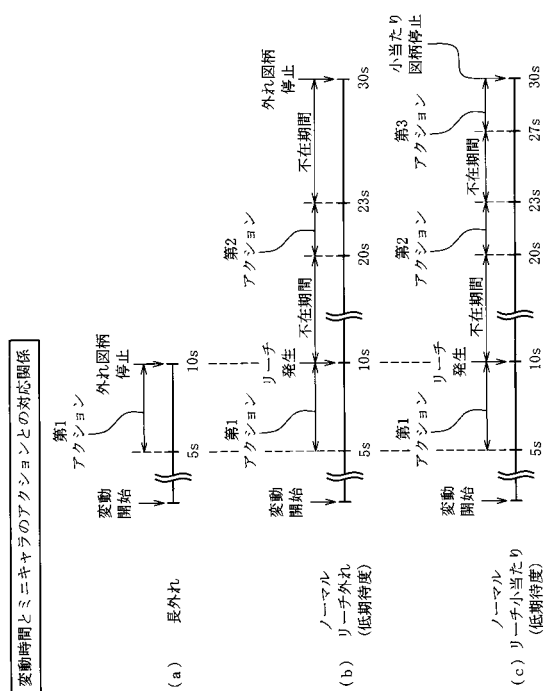 変動時間とミニキャラのアクションとの対応関係
(a)
長外れ
変動
開始
第1
アクション
外れ図柄
停止
5s
10s
(b)
ノーマル
リーチ外れ
(低期待度)
変動
開始
第1
アクション
リーチ
発生
不在期間
第2
アクション
不在期間
外れ図柄
停止
5s
10s
20s
23s
30s
(c)
ノーマル
リーチ小当たり
(低期待度)
変動
開始
第1
アクション
リーチ
発生
不在期間
第2
アクション
不在期間
第3
アクション
小当たり
図柄停止
5s
10s
20s
23s
27s
30s